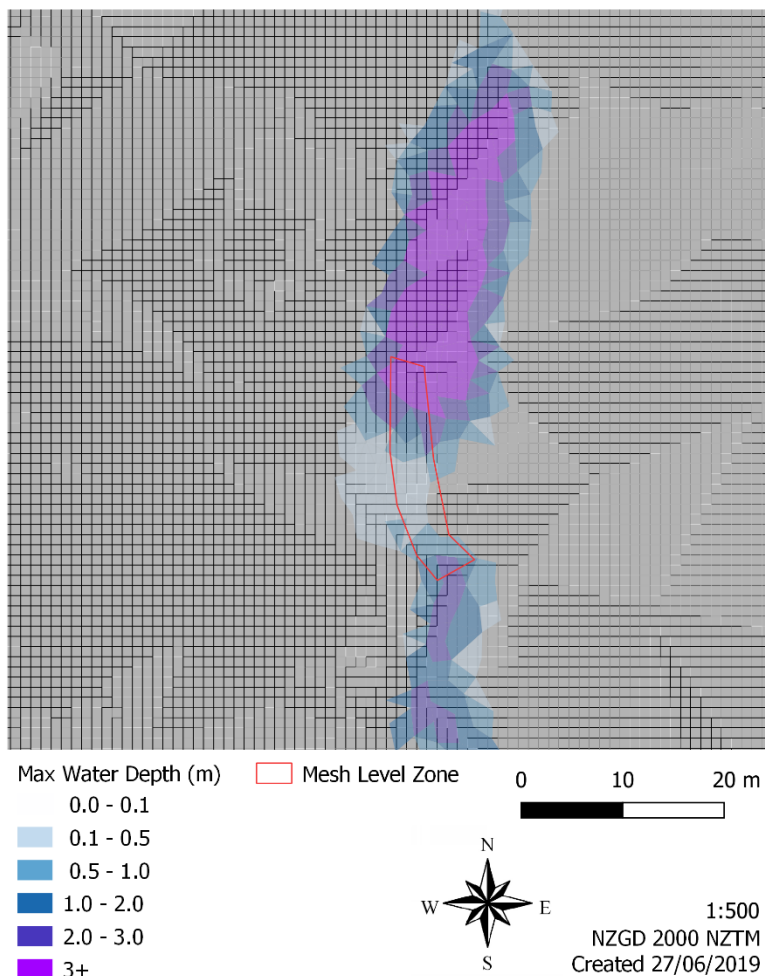 Max Water Depth (m)
0.0 - 0.1
0.1 - 0.5
0.5 - 1.0
1.0 - 2.0
2.0 - 3.0
3+
Mesh Level Zone
0 10 20 m
N
W E
S
1:500
NZGD 2000 NZTM
Created 27/06/2019